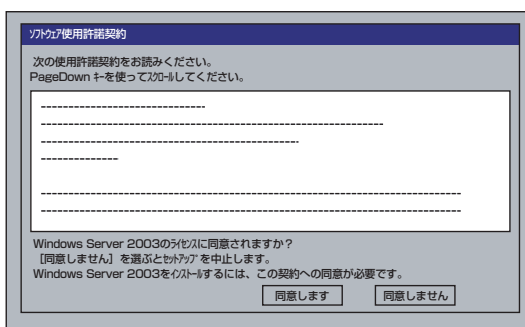 ソフトウェア使用許諾契約
次の使用許諾契約をお読みください。
PageDown キーを使ってスクロールしてください。
Windows Server 2003のライセンスに同意されますか？
［同意しません］を選ぶとセットアップを中止します。
Windows Server 2003をインストールするには、この契約への同意が必要です。
同意します
同意しません